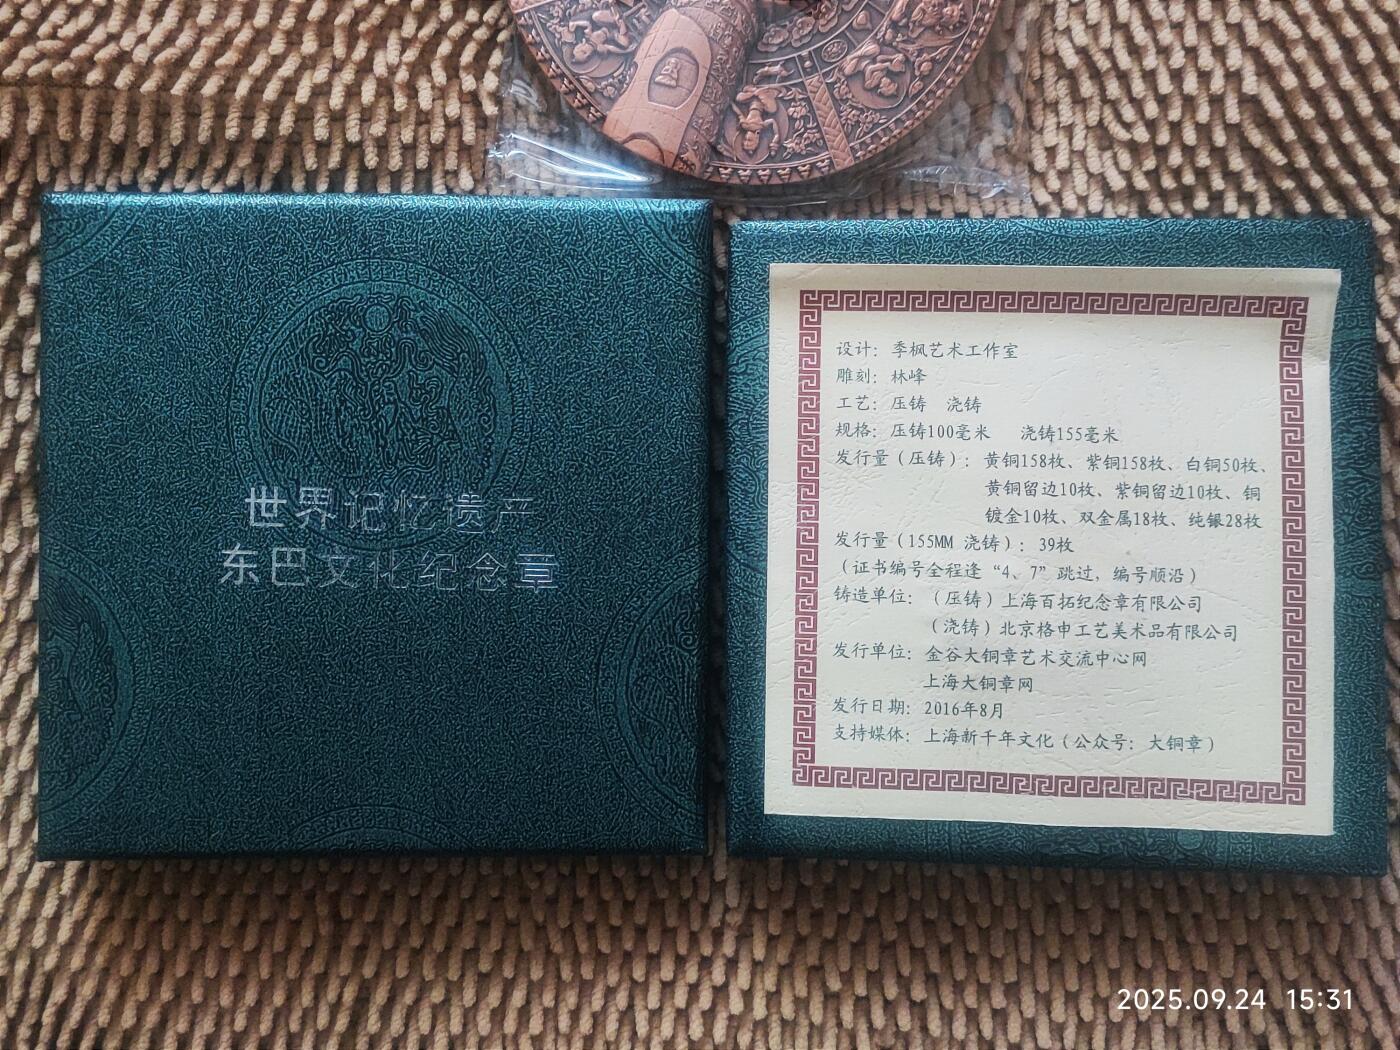 世界记忆遗产
东巴文化纪念章
设计：季枫艺术工作室
雕刻：林峰
工艺：压铸 浇铸
规格：压铸100毫米 浇铸155毫米
发行量（压铸）：黄铜158枚、紫铜158枚、白铜50枚、
黄铜留边10枚、紫铜留边10枚、铜
镀金10枚、双金属18枚、纯银28枚
发行量（155MM 浇铸）：39枚
（证书编号全程逢“4、7”跳过，编号顺沿）
铸造单位：（压铸）上海百拓纪念章有限公司
（浇铸）北京格申工艺美术品有限公司
发行单位：金谷大铜章艺术交流中心网
上海大铜章网
发行日期：2016年8月
支持媒体：上海新千年文化（公众号：大铜章）
2025.09.24 15:31